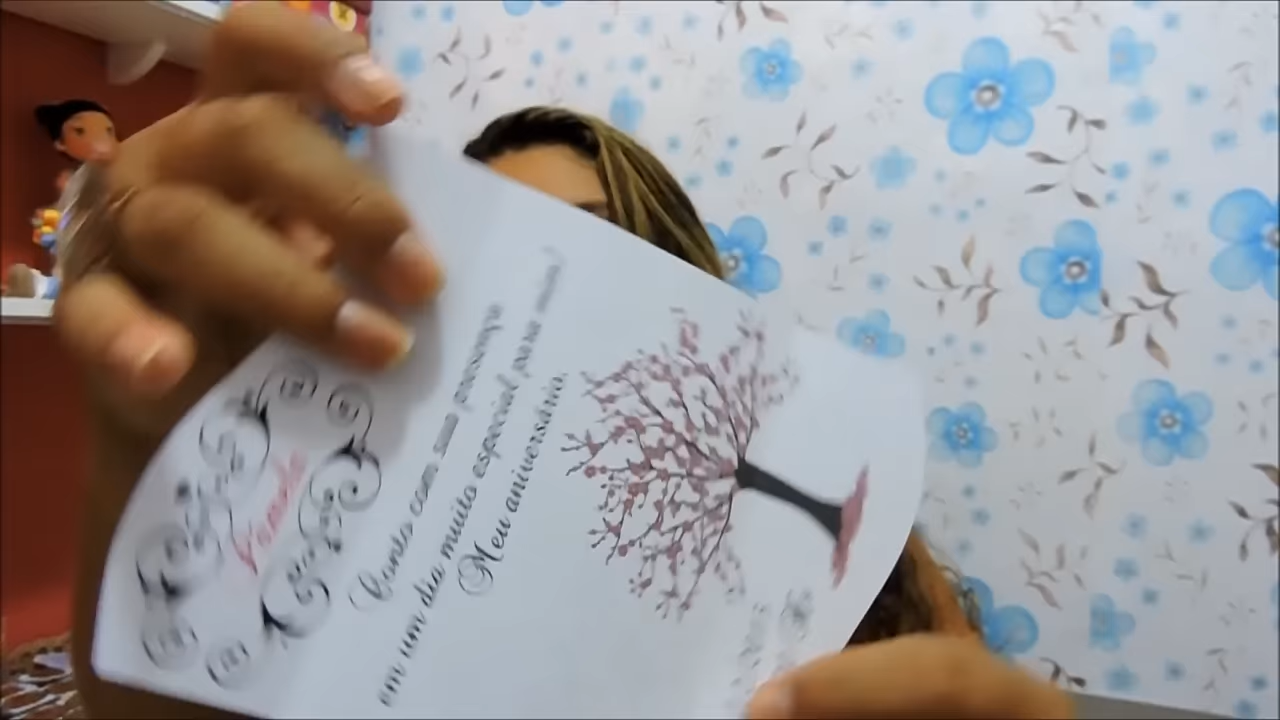 Conto com sua presença
em um dia muito especial para mim!
Meu aniversário.